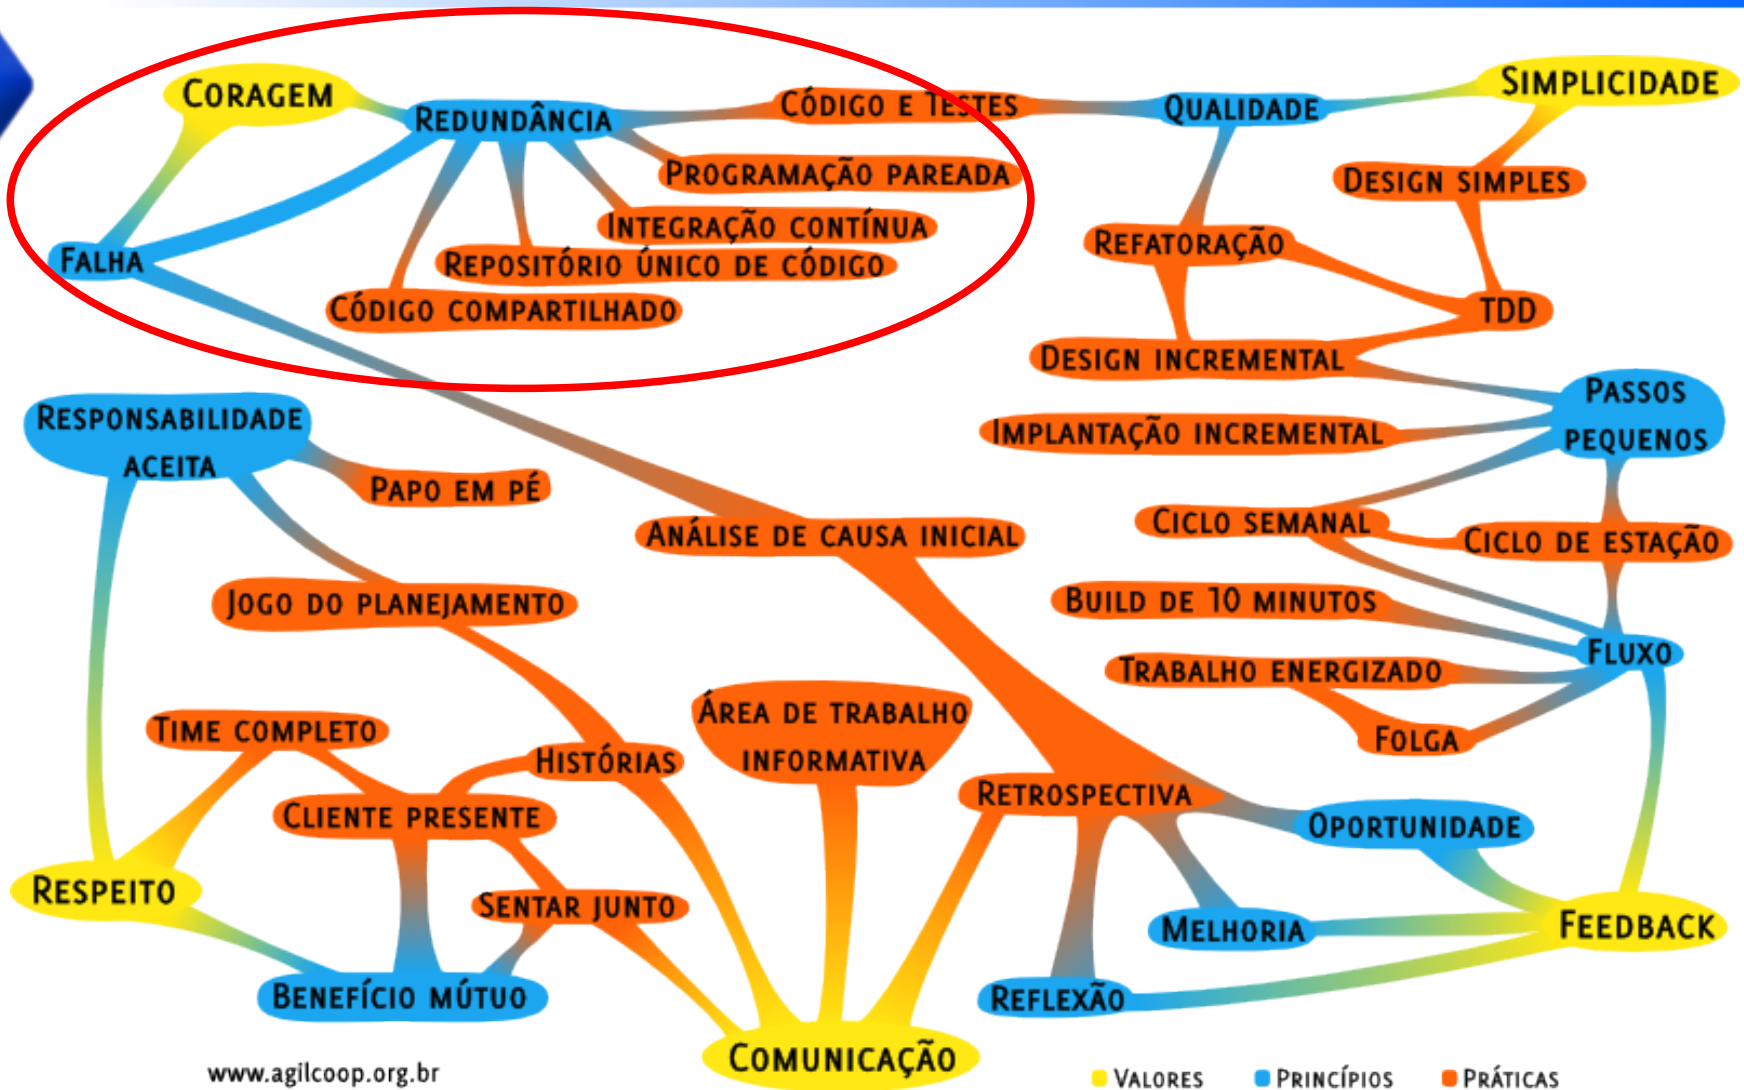 CORAGEM
REDUNDÂNCIA
CÓDIGO E TESTES
QUALIDADE
SIMPLICIDADE
PROGRAMAÇÃO PAREADA
DESIGN SIMPLES
INTEGRAÇÃO CONTÍNUA
REFATORAÇÃO
FALHA
REPOSITÓRIO ÚNICO DE CÓDIGO
CÓDIGO COMPARTILHADO
TDD
DESIGN INCREMENTAL
PASSOS
PEQUENOS
RESPONSABILIDADE
ACEITA
IMPLANTAÇÃO INCREMENTAL
PAPO EM PÉ
CICLO SEMANAL
ANÁLISE DE CAUSA INICIAL
CICLO DE ESTAÇÃO
JOGO DO PLANEJAMENTO
BUILD DE 10 MINUTOS
FLUXO
TRABALHO ENERGIZADO
ÁREA DE TRABALHO
INFORMATIVA
TIME COMPLETO
FOLGA
HISTÓRIAS
RETROSPECTIVA
CLIENTE PRESENTE
OPORTUNIDADE
RESPEITO
SENTAR JUNTO
MELHORIA
FEEDBACK
BENEFÍCIO MÚTUO
REFLEXÃO
COMUNICAÇÃO
www.agilcoop.org.br
VALORES
PRINCÍPIOS
PRÁTICAS